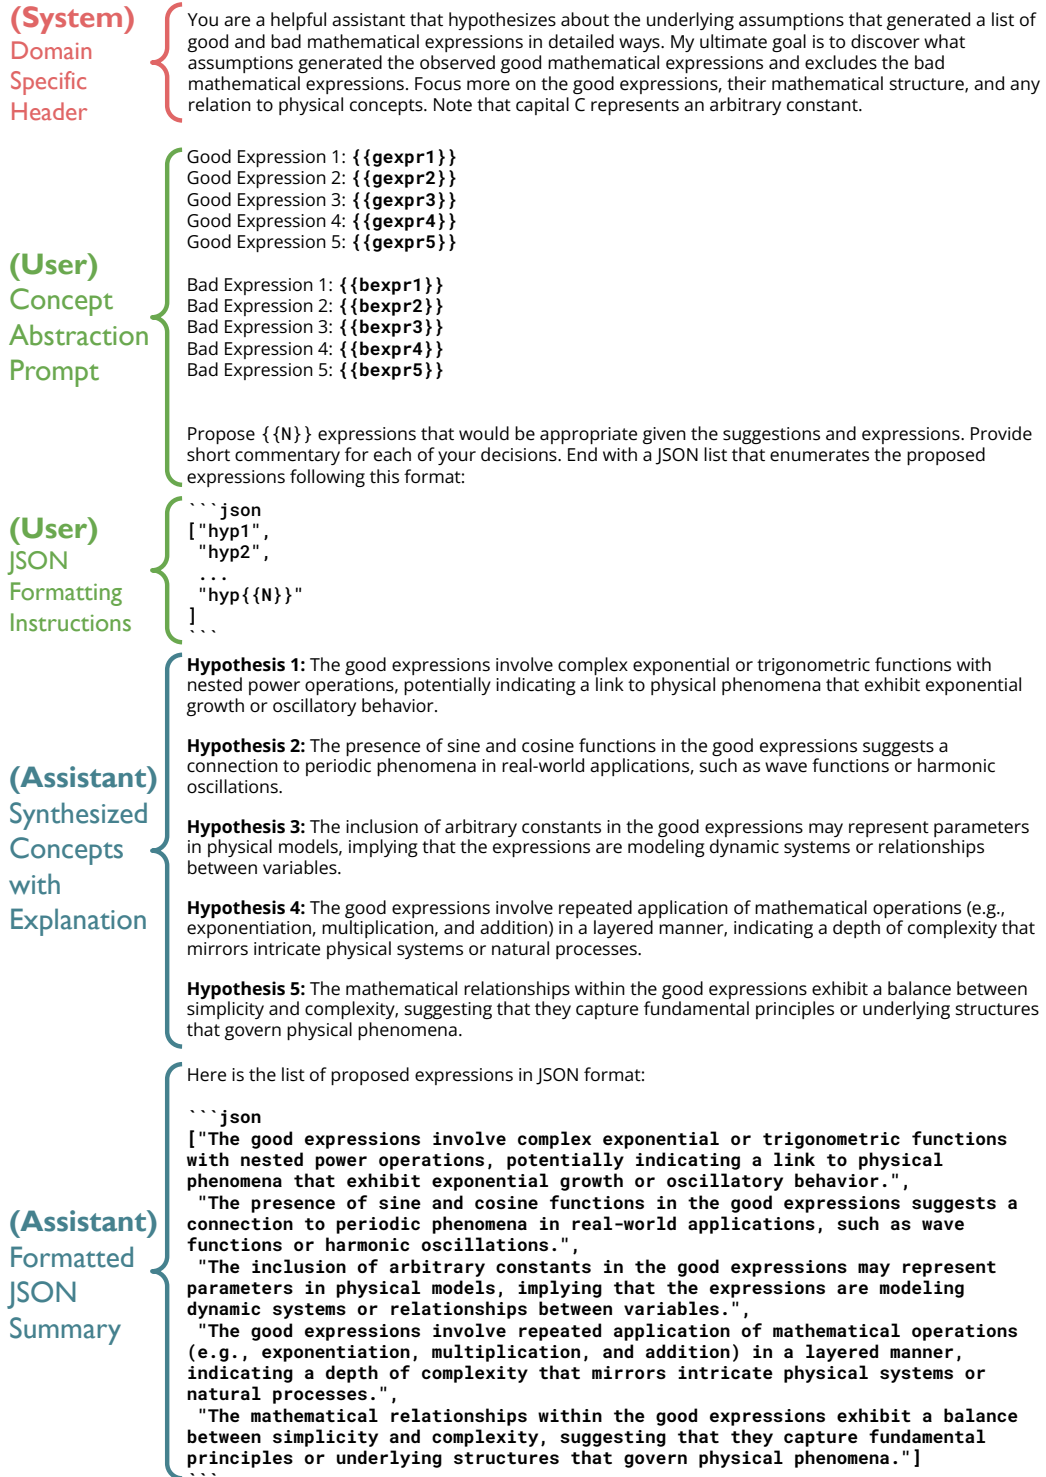 (System)
Domain
Specific
Header
You are a helpful assistant that hypothesizes about the underlying assumptions that generated a list of
good and bad mathematical expressions in detailed ways. My ultimate goal is to discover what
assumptions generated the observed good mathematical expressions and excludes the bad
mathematical expressions. Focus more on the good expressions, their mathematical structure, and any
relation to physical concepts. Note that capital C represents an arbitrary constant.
(User)
Concept
Abstraction
Prompt
Good Expression 1: {{gexpr1}}
Good Expression 2: {{gexpr2}}
Good Expression 3: {{gexpr3}}
Good Expression 4: {{gexpr4}}
Good Expression 5: {{gexpr5}}
Bad Expression 1: {{bexpr1}}
Bad Expression 2: {{bexpr2}}
Bad Expression 3: {{bexpr3}}
Bad Expression 4: {{bexpr4}}
Bad Expression 5: {{bexpr5}}
Propose {{N}} expressions that would be appropriate given the suggestions and expressions. Provide
short commentary for each of your decisions. End with a JSON list that enumerates the proposed
expressions following this format:
(User)
JSON
Formatting
Instructions
```json
["hyp1",
"hyp2",
...
"hyp{{N}}"
]
```
(Assistant)
Synthesized
Concepts
with
Explanation
Hypothesis 1: The good expressions involve complex exponential or trigonometric functions with
nested power operations, potentially indicating a link to physical phenomena that exhibit exponential
growth or oscillatory behavior.
Hypothesis 2: The presence of sine and cosine functions in the good expressions suggests a
connection to periodic phenomena in real-world applications, such as wave functions or harmonic
oscillations.
Hypothesis 3: The inclusion of arbitrary constants in the good expressions may represent parameters
in physical models, implying that the expressions are modeling dynamic systems or relationships
between variables.
Hypothesis 4: The good expressions involve repeated application of mathematical operations (e.g.,
exponentiation, multiplication, and addition) in a layered manner, indicating a depth of complexity that
mirrors intricate physical systems or natural processes.
Hypothesis 5: The mathematical relationships within the good expressions exhibit a balance between
simplicity and complexity, suggesting that they capture fundamental principles or underlying structures
that govern physical phenomena.
(Assistant)
Formatted
JSON
Summary
Here is the list of proposed expressions in JSON format:
```json
["The good expressions involve complex exponential or trigonometric functions
with nested power operations, potentially indicating a link to physical
phenomena that exhibit exponential growth or oscillatory behavior.",
"The presence of sine and cosine functions in the good expressions suggests a
connection to periodic phenomena in real-world applications, such as wave
functions or harmonic oscillations.",
"The inclusion of arbitrary constants in the good expressions may represent
parameters in physical models, implying that the expressions are modeling
dynamic systems or relationships between variables.",
"The good expressions involve repeated application of mathematical operations
(e.g., exponentiation, multiplication, and addition) in a layered manner,
indicating a depth of complexity that mirrors intricate physical systems or
natural processes.",
"The mathematical relationships within the good expressions exhibit a balance
between simplicity and complexity, suggesting that they capture fundamental
principles or underlying structures that govern physical phenomena."]
```